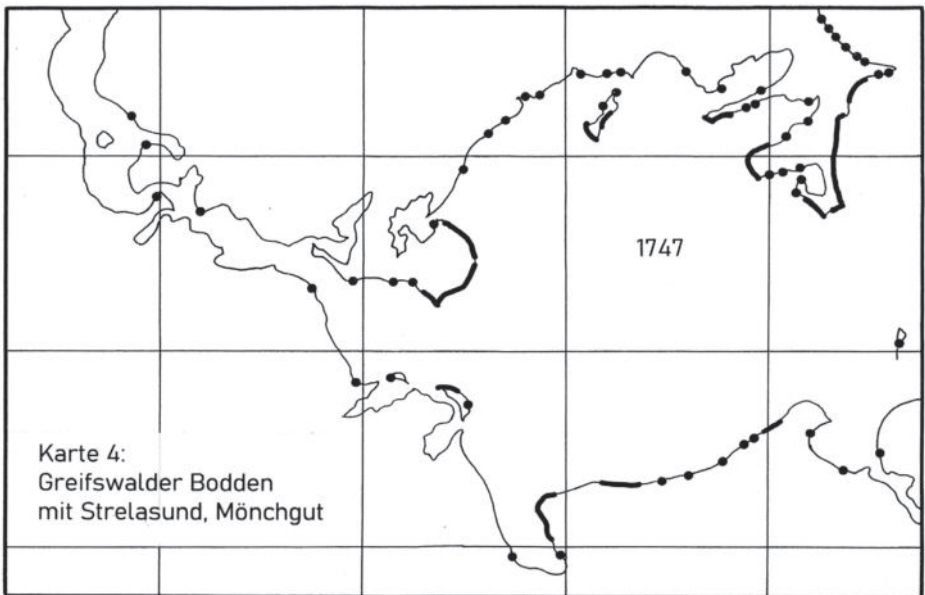 1747
Karte 4:
Greifswalder Bodden
mit Strelasund, Mönchgut